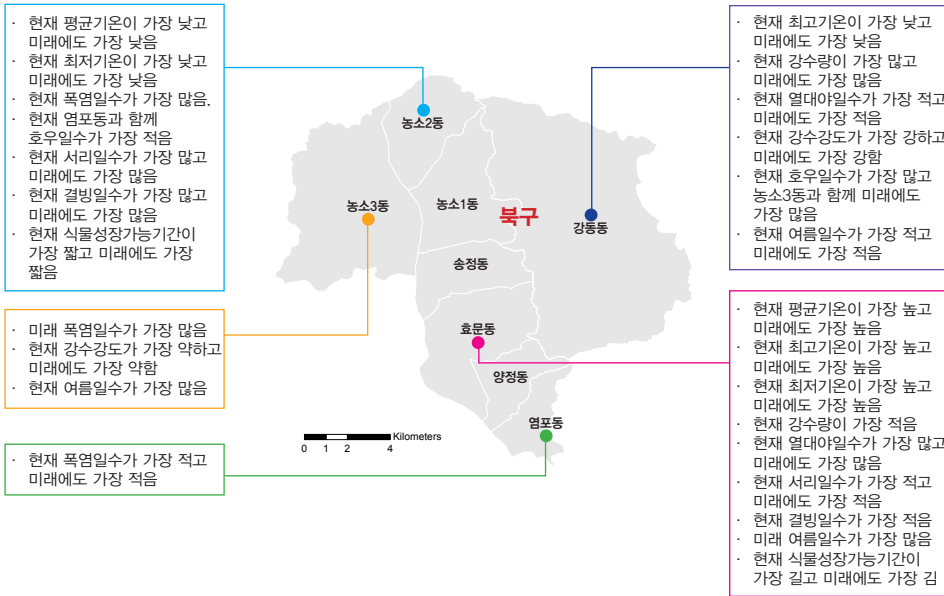 · 현재 평균기온이 가장 낮고
미래에도 가장 낮음
· 현재 최저기온이 가장 낮고
미래에도 가장 낮음
· 현재 폭염일수가 가장 많음.
· 현재 염포동과 함께
호우일수가 가장 적음
· 현재 서리일수가 가장 많고
미래에도 가장 많음
· 현재 결빙일수가 가장 많고
미래에도 가장 많음
· 현재 식물성장가능기간이
가장 짧고 미래에도 가장
짧음
· 미래 폭염일수가 가장 많음
· 현재 강수강도가 가장 약하고
미래에도 가장 약함
· 현재 여름일수가 가장 많음
· 현재 폭염일수가 가장 적고
미래에도 가장 적음
농소2동
농소3동
농소1동
북구
강동동
송정동
효문동
양정동
염포동
Kilometers
0 1 2 4
· 현재 최고기온이 가장 낮고
미래에도 가장 낮음
· 현재 강수량이 가장 많고
미래에도 가장 많음
· 현재 열대야일수가 가장 적고
미래에도 가장 적음
· 현재 강수강도가 가장 강하고
미래에도 가장 강함
· 현재 호우일수가 가장 많고
농소3동과 함께 미래에도
가장 많음
· 현재 여름일수가 가장 적고
미래에도 가장 적음
· 현재 평균기온이 가장 높고
미래에도 가장 높음
· 현재 최고기온이 가장 높고
미래에도 가장 높음
· 현재 최저기온이 가장 높고
미래에도 가장 높음
· 현재 강수량이 가장 적음
· 현재 열대야일수가 가장 많고
미래에도 가장 많음
· 현재 서리일수가 가장 적고
미래에도 가장 적음
· 현재 결빙일수가 가장 적음
· 미래 여름일수가 가장 많음
· 현재 식물성장가능기간이
가장 길고 미래에도 가장 김